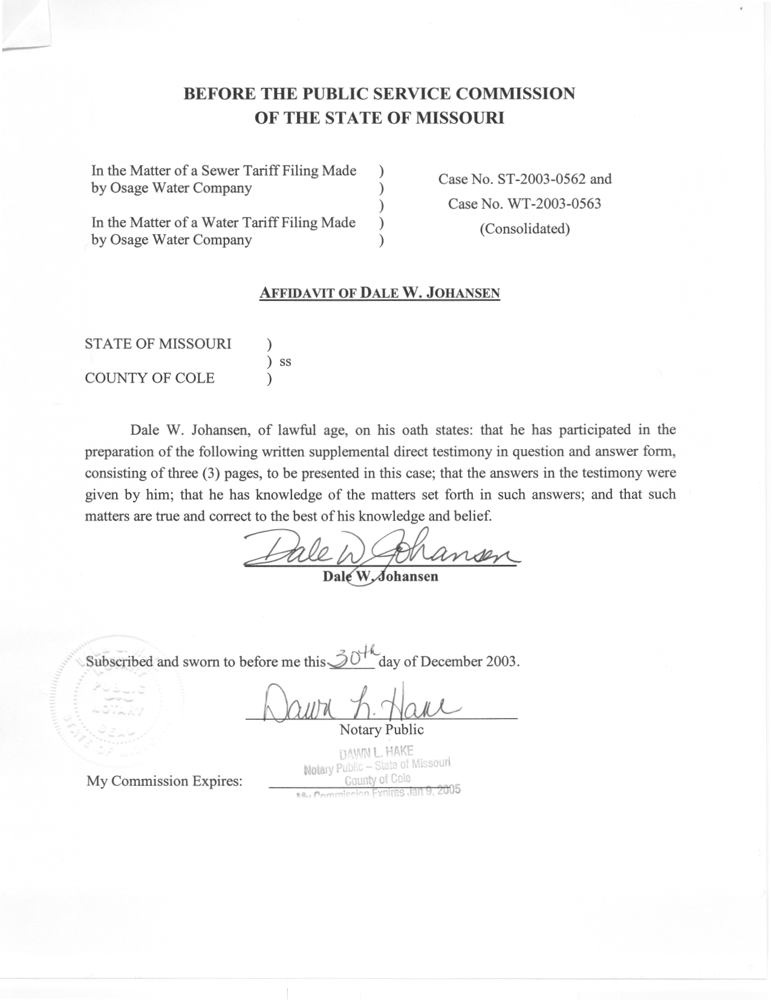 BEFORE THE PUBLIC SERVICE COMMISSION
OF THE STATE OF MISSOURI
In the Matter of a Sewer Tariff Filing Made )
by Osage Water Company )
)
In the Matter of a Water Tariff Filing Made )
by Osage Water Company )
Case No. ST-2003-0562 and
Case No. WT-2003-0563
(Consolidated)
AFFIDAVIT OF DALE W. JOHANSEN
STATE OF MISSOURI )
) ss
COUNTY OF COLE )
Dale W. Johansen, of lawful age, on his oath states: that he has participated in the
preparation of the following written supplemental direct testimony in question and answer form,
consisting of three (3) pages, to be presented in this case; that the answers in the testimony were
given by him; that he has knowledge of the matters set forth in such answers; and that such
matters are true and correct to the best of his knowledge and belief.
Dale W Johansen
Dale W. Johansen
Subscribed and sworn to before me this 30th day of December 2003.
Dawn L. Hake
Notary Public
DAWN L. HAKE
Notary Public – State of Missouri
County of Cole
My Commission Expires:
My Commission Expires Jan 9, 2005
NOTARY
PUBLIC
NOTARY
SEAL
STATE OF